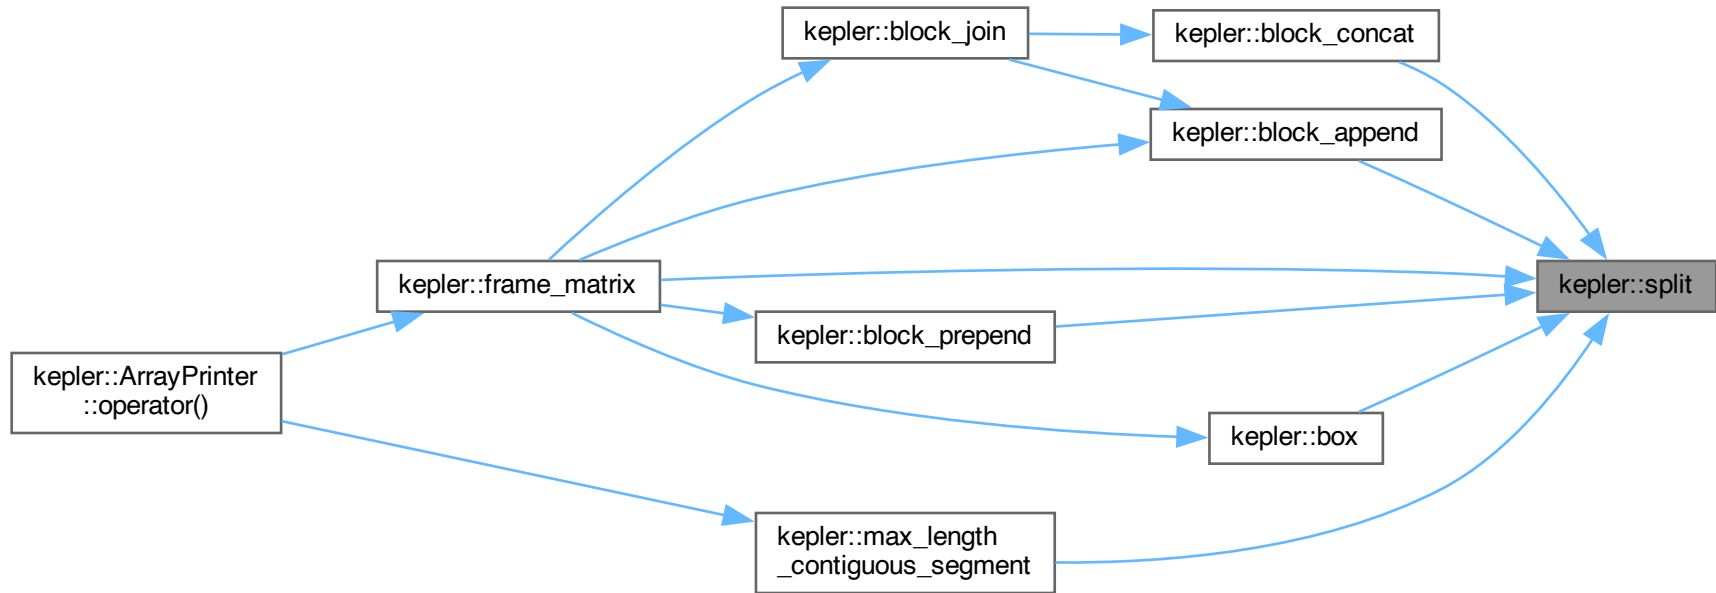 kepler::block_join
kepler::block_concat
kepler::block_append
kepler::frame_matrix
kepler::split
kepler::block_prepend
kepler::ArrayPrinter
::operator()
kepler::box
kepler::max_length
_contiguous_segment